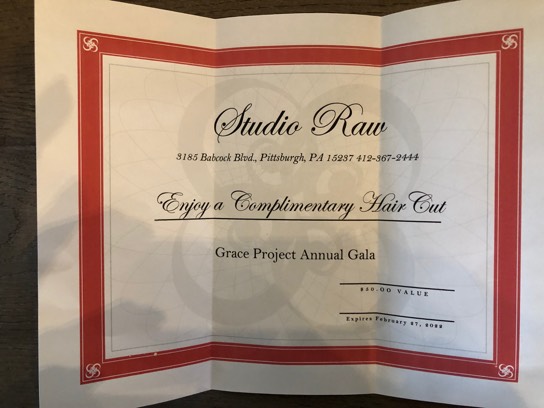 Studio Raw
3185 Babcock Blvd., Pittsburgh, PA 15237 412-367-2444
Enjoy a Complimentary Hair Cut
Grace Project Annual Gala
VALUE
Expires February